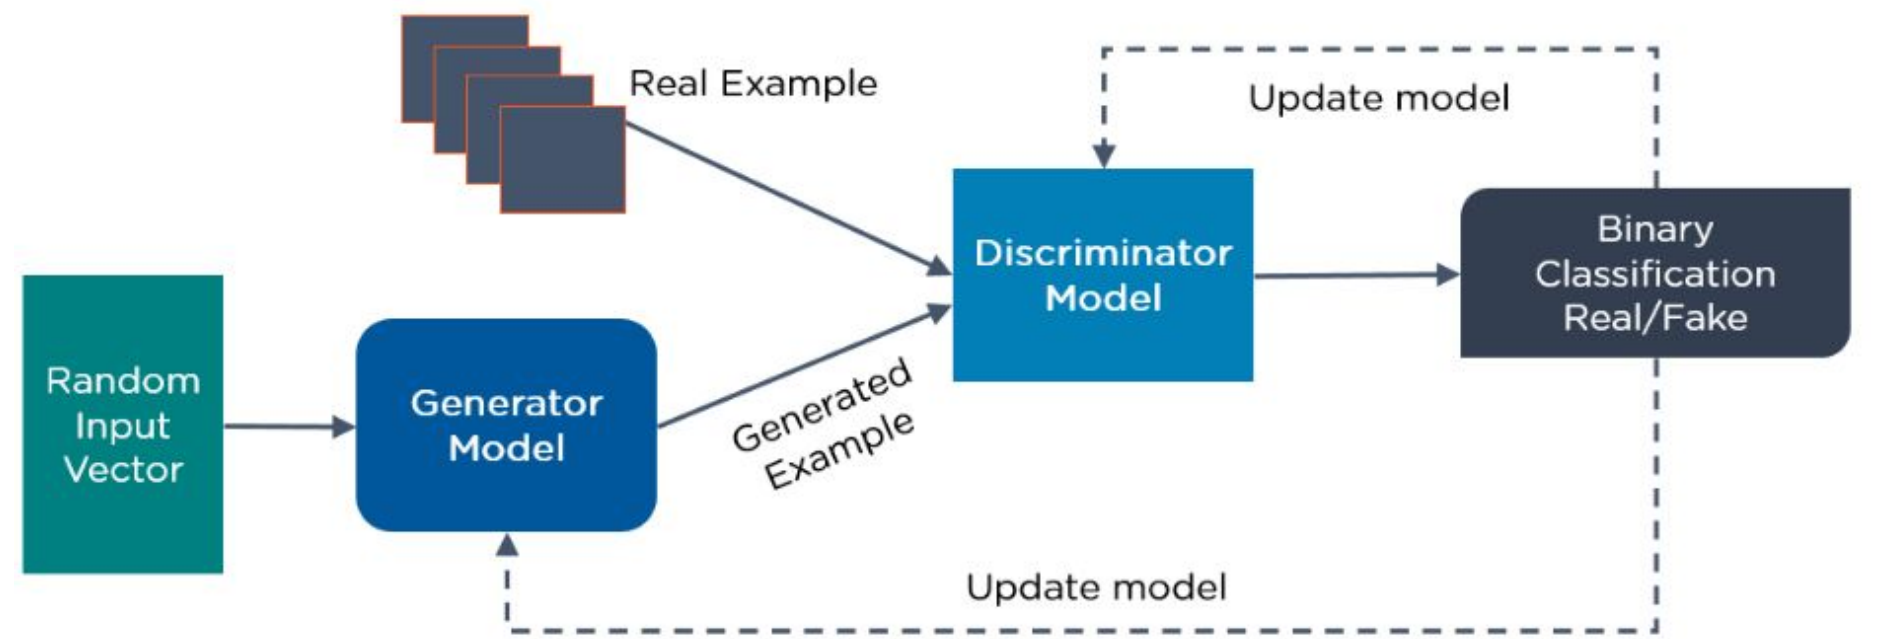 Real Example
Update model
Discriminator
Model
Binary
Classification
Real/Fake
Random
Input
Vector
Generator
Model
Generated
Example
Update model